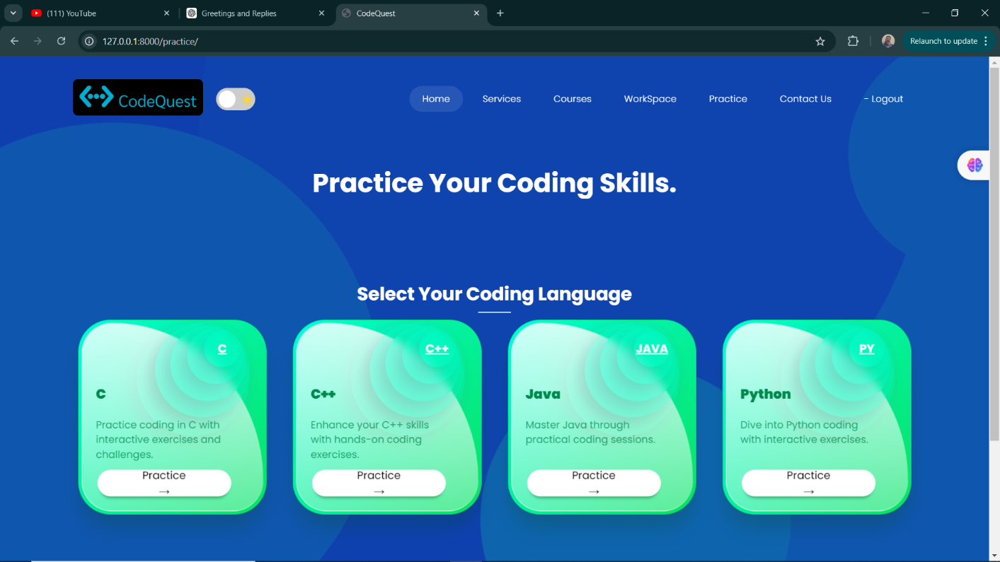 (111) YouTube
Greetings and Replies
CodeQuest
127.0.0.1:8000/practice/
Relaunch to update
CodeQuest
Home
Services
Courses
WorkSpace
Practice
Contact Us
- Logout
Practice Your Coding Skills.
Select Your Coding Language
C
C
Practice coding in C with
interactive exercises and
challenges.
Practice
→
C++
C++
Enhance your C++ skills
with hands-on coding
exercises.
Practice
→
JAVA
Java
Master Java through
practical coding sessions.
Practice
→
PY
Python
Dive into Python coding
with interactive exercises.
Practice
→